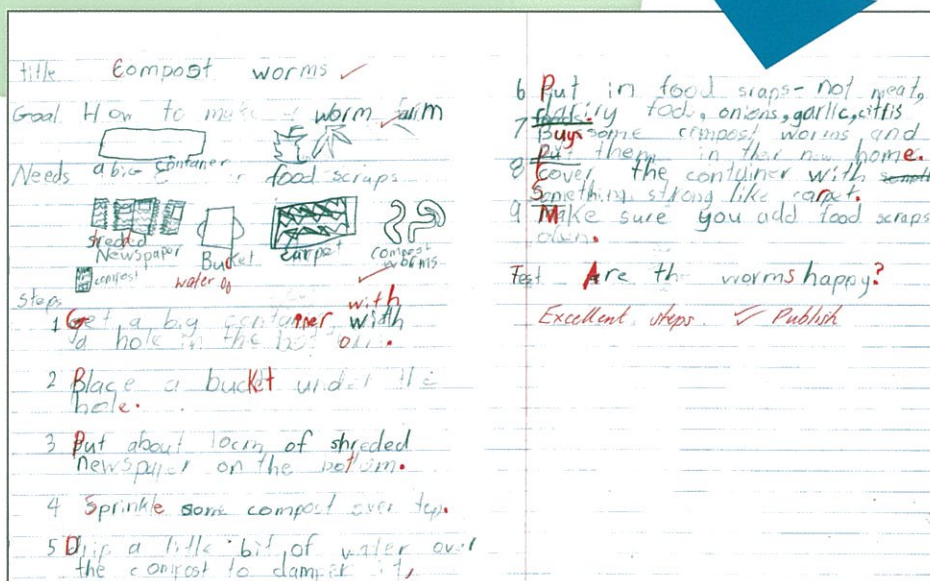 title Compost worms
Goal How to make a worm farm
Needs a big container food scraps
shredded
Newspaper
Bucket
carpet
compost
worms
compost
water
Steps
with
1 Get a big container with
a hole in the bottom.
2 Place a bucket under the
hole.
3 Put about 10cm of shreded
newspaper on the bottom.
4 Sprinkle some compost over top.
5 Drip a little bit of water over
the compost to dampen it,
6 Put in food scraps - not meat,
dairiy food, onions, garlic, citris
7 Buy some compost worms and
put them in their new home.
8 Cover the container with
Something strong like carpet.
9 Make sure you add food scraps
often.
Test Are the worms happy?
Excellent steps. Publish